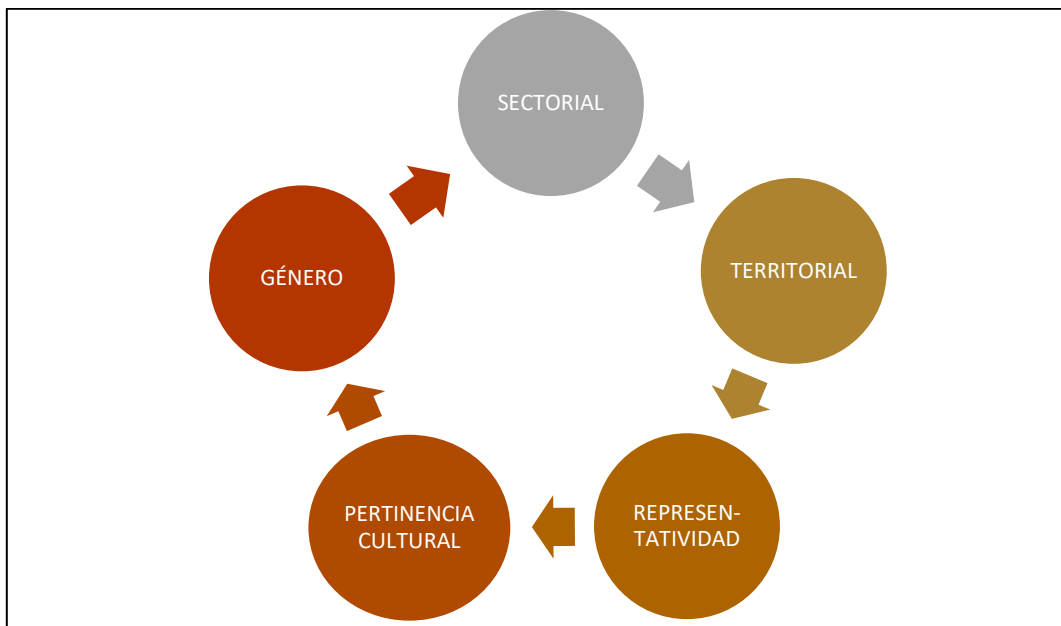 SECTORIAL
TERRITORIAL
REPRESEN-
TATIVIDAD
PERTINENCIA
CULTURAL
GÉNERO